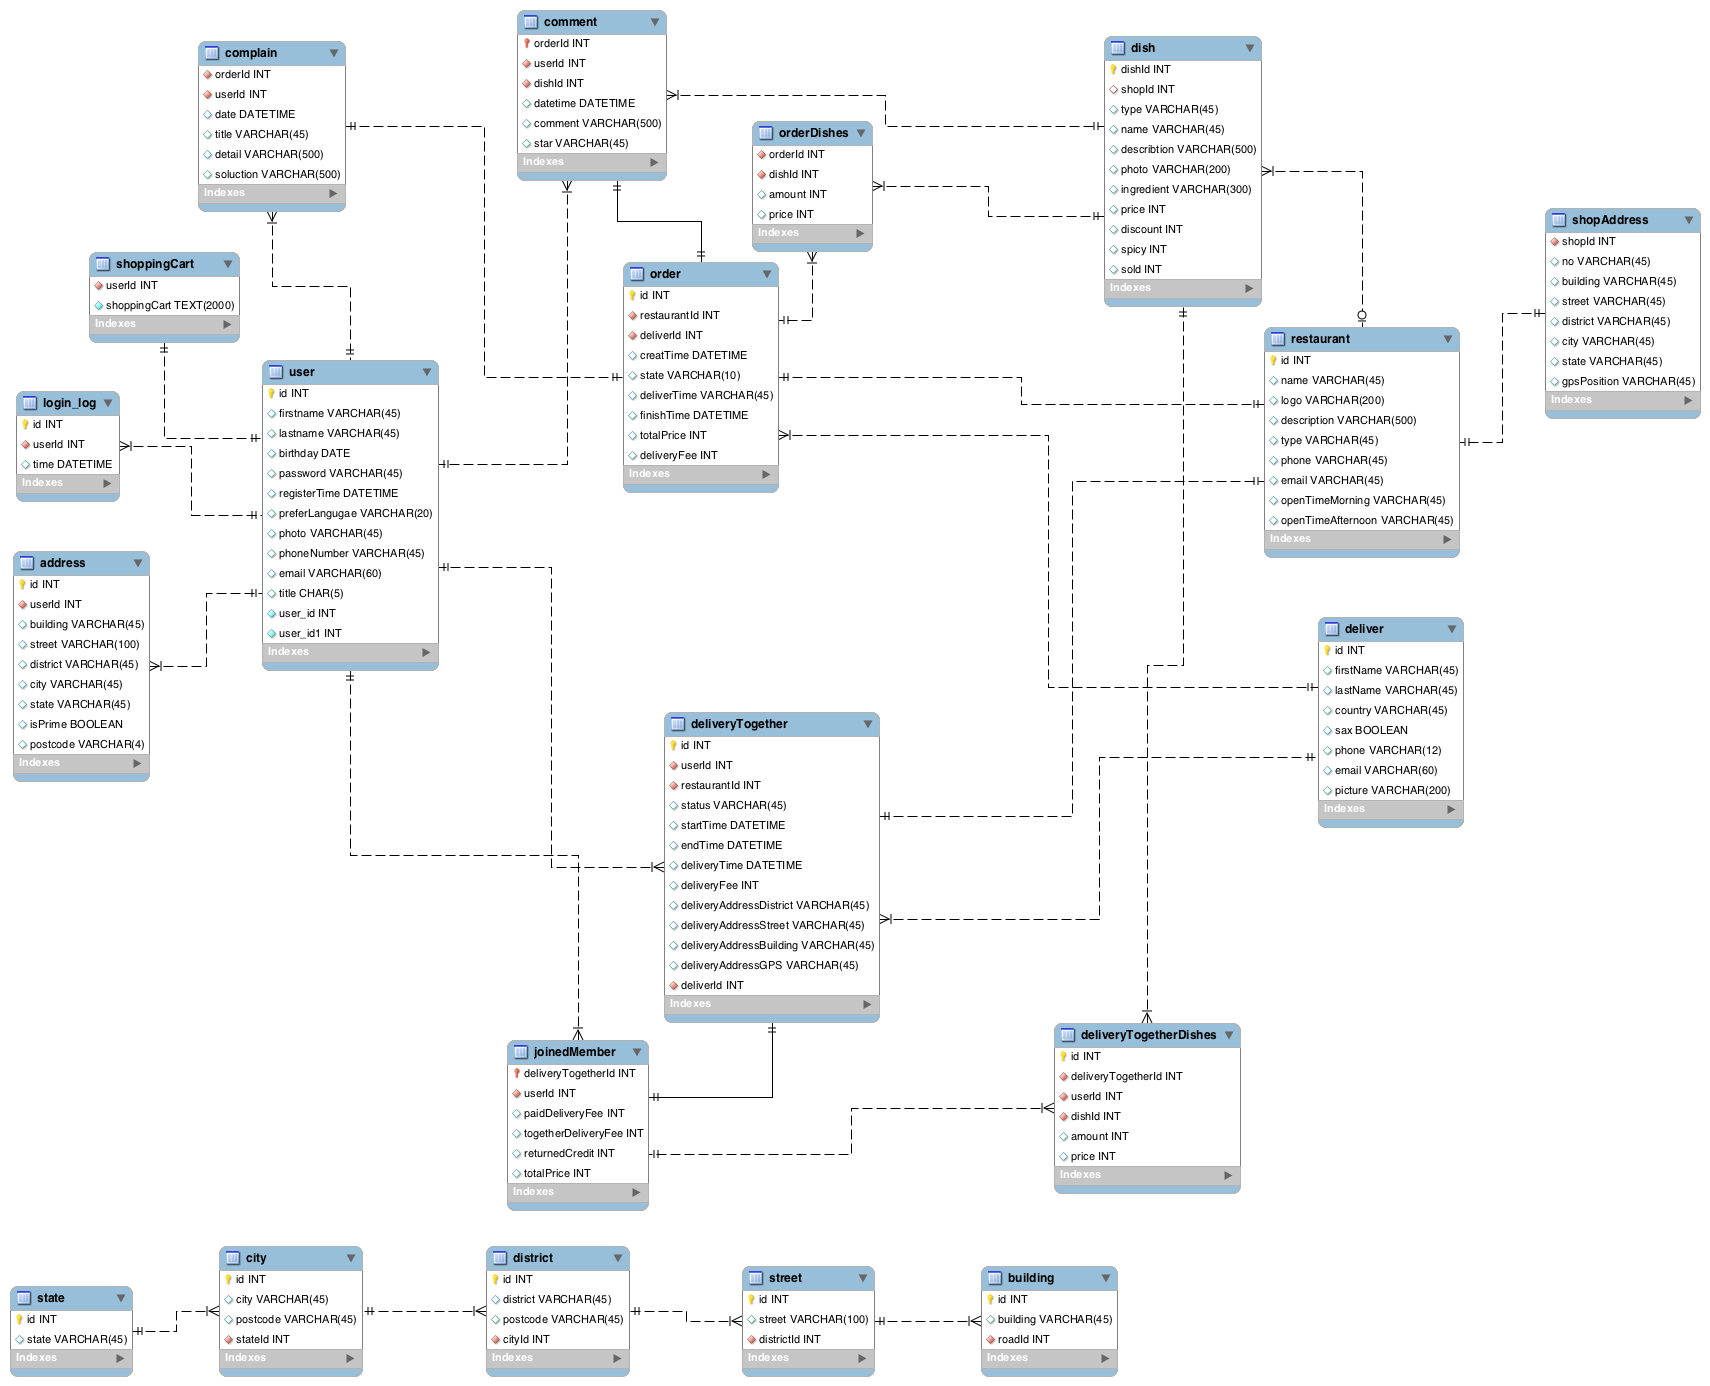 complain
orderId INT
userId INT
date DATETIME
title VARCHAR(45)
detail VARCHAR(500)
soluction VARCHAR(500)
Indexes
comment
orderId INT
userId INT
dishId INT
datetime DATETIME
comment VARCHAR(500)
star VARCHAR(45)
Indexes
dish
dishId INT
shopId INT
type VARCHAR(45)
name VARCHAR(45)
describtion VARCHAR(500)
photo VARCHAR(200)
ingredient VARCHAR(300)
price INT
discount INT
spicy INT
sold INT
Indexes
orderDishes
orderId INT
dishId INT
amount INT
price INT
Indexes
shopAddress
shopId INT
no VARCHAR(45)
building VARCHAR(45)
street VARCHAR(45)
district VARCHAR(45)
city VARCHAR(45)
state VARCHAR(45)
gpsPosition VARCHAR(45)
Indexes
shoppingCart
userId INT
shoppingCart TEXT(2000)
Indexes
order
id INT
restaurantId INT
deliverId INT
creatTime DATETIME
state VARCHAR(10)
deliverTime VARCHAR(45)
finishTime DATETIME
totalPrice INT
deliveryFee INT
Indexes
restaurant
id INT
name VARCHAR(45)
logo VARCHAR(200)
description VARCHAR(500)
type VARCHAR(45)
phone VARCHAR(45)
email VARCHAR(45)
openTimeMorning VARCHAR(45)
openTimeAfternoon VARCHAR(45)
Indexes
user
id INT
firstname VARCHAR(45)
lastname VARCHAR(45)
birthday DATE
password VARCHAR(45)
registerTime DATETIME
preferLangugae VARCHAR(20)
photo VARCHAR(45)
phoneNumber VARCHAR(45)
email VARCHAR(60)
title CHAR(5)
user_id INT
user_id1 INT
Indexes
login_log
id INT
userId INT
time DATETIME
Indexes
address
id INT
userId INT
building VARCHAR(45)
street VARCHAR(100)
district VARCHAR(45)
city VARCHAR(45)
state VARCHAR(45)
isPrime BOOLEAN
postcode VARCHAR(4)
Indexes
deliver
id INT
firstName VARCHAR(45)
lastName VARCHAR(45)
country VARCHAR(45)
sax BOOLEAN
phone VARCHAR(12)
email VARCHAR(60)
picture VARCHAR(200)
Indexes
deliveryTogether
id INT
userId INT
restaurantId INT
status VARCHAR(45)
startTime DATETIME
endTime DATETIME
deliveryTime DATETIME
deliveryFee INT
deliveryAddressDistrict VARCHAR(45)
deliveryAddressStreet VARCHAR(45)
deliveryAddressBuilding VARCHAR(45)
deliveryAddressGPS VARCHAR(45)
deliverId INT
Indexes
joinedMember
deliveryTogetherId INT
userId INT
paidDeliveryFee INT
togetherDeliveryFee INT
returnedCredit INT
totalPrice INT
Indexes
deliveryTogetherDishes
id INT
deliveryTogetherId INT
userId INT
dishId INT
amount INT
price INT
Indexes
state
id INT
state VARCHAR(45)
Indexes
city
id INT
city VARCHAR(45)
postcode VARCHAR(45)
stateId INT
Indexes
district
id INT
district VARCHAR(45)
postcode VARCHAR(45)
cityId INT
Indexes
street
id INT
street VARCHAR(100)
districtId INT
Indexes
building
id INT
building VARCHAR(45)
roadId INT
Indexes